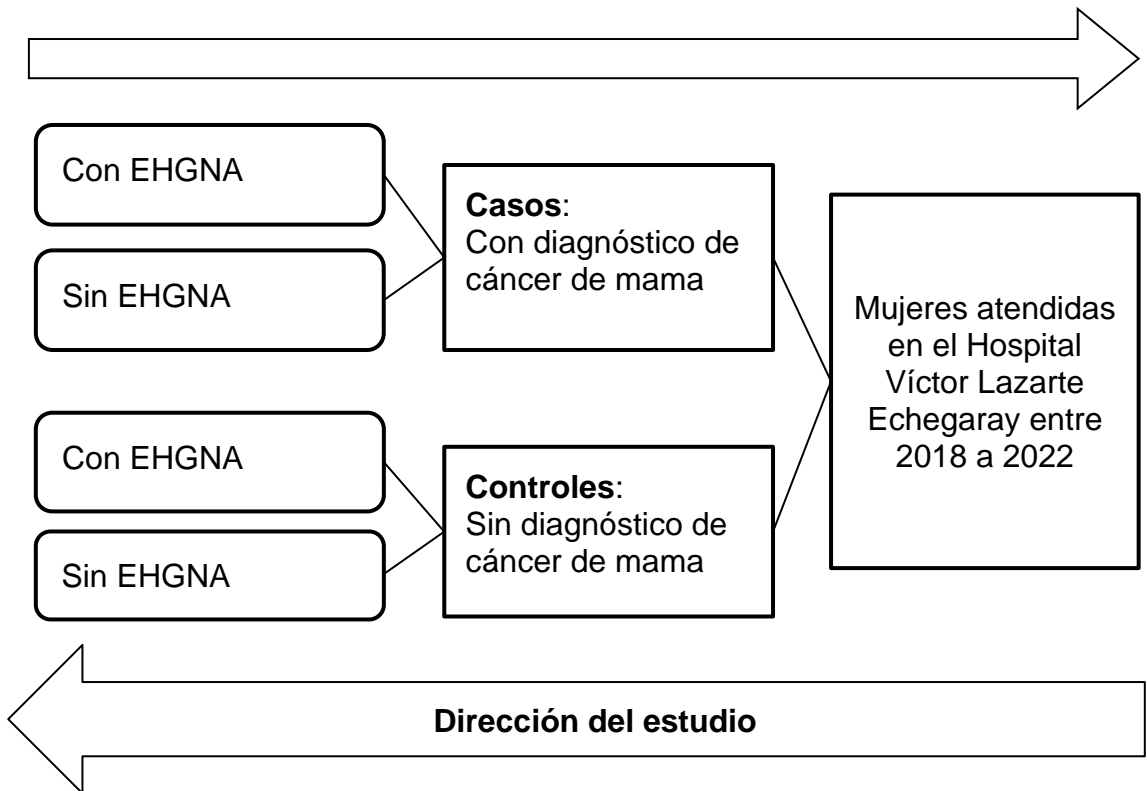 Con EHGNA
Sin EHGNA
Casos:
Con diagnóstico de
cáncer de mama
Con EHGNA
Sin EHGNA
Controles:
Sin diagnóstico de
cáncer de mama
Mujeres atendidas
en el Hospital
Víctor Lazarte
Echegaray entre
2018 a 2022
Dirección del estudio